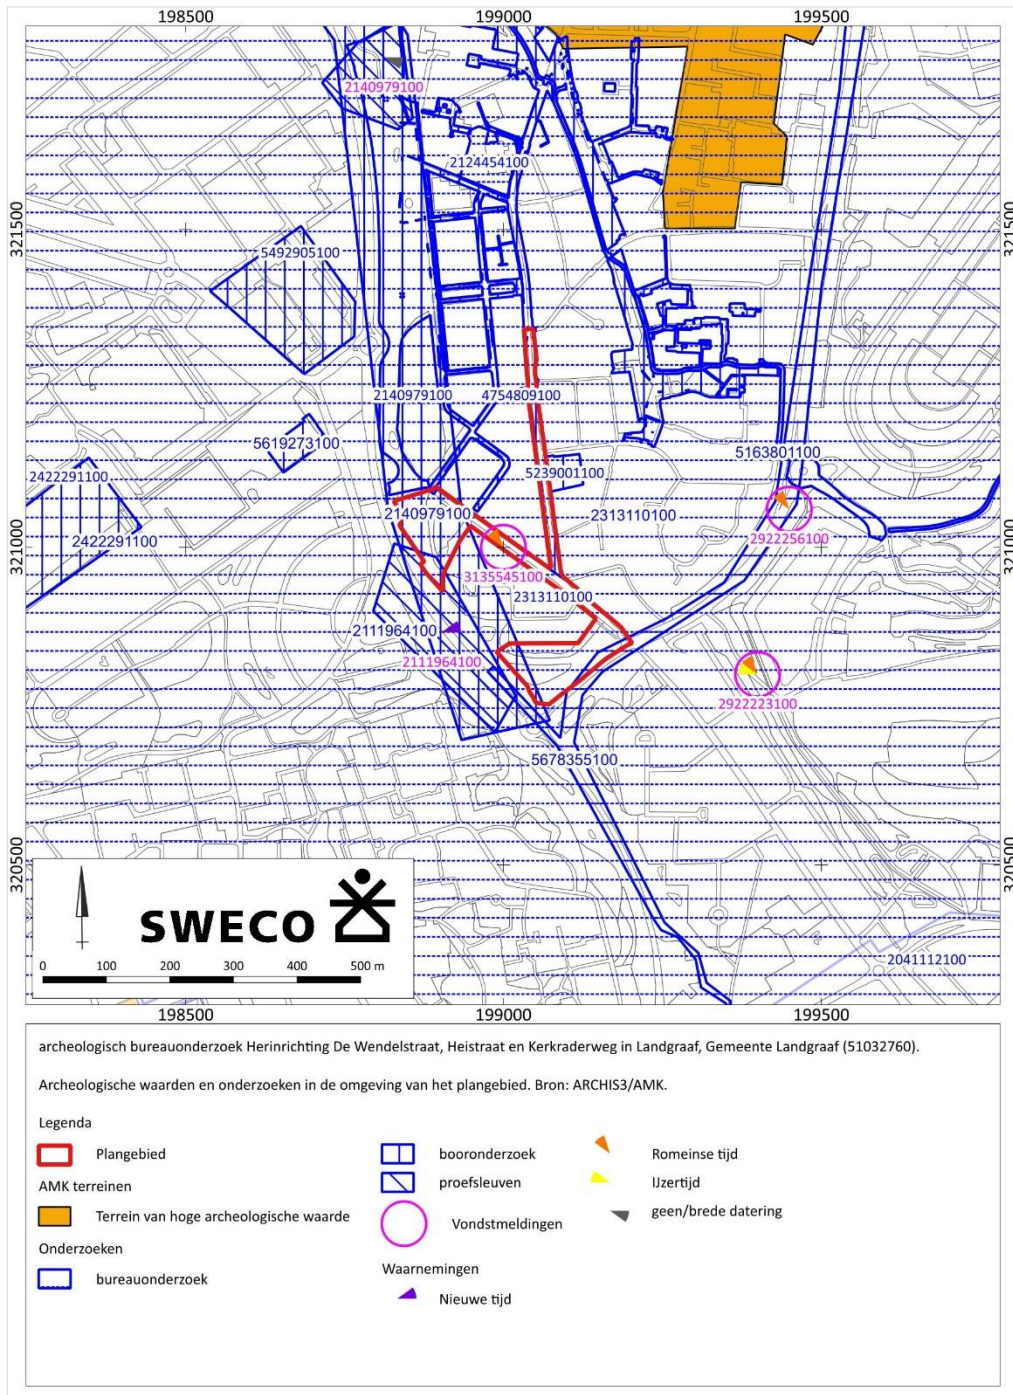 198500 199000 199500
2140979100
2124454100
321500 321500
5492905100
2140979100 4754809100
5619273100 5163801100
2422291100 5239001100
2140979100 2313110100
2422291100 2922256100
321000 321000
3135545100
2313110100
2111964100
2111964100
2922223100
5678355100
320500 320500
SWECO
0 100 200 300 400 500 m
2041112100
198500 199000 199500
archeologisch bureauonderzoek Herinrichting De Wendelstraat, Heistraat en Kerkraderweg in Landgraaf, Gemeente Landgraaf (51032760).
Archeologische waarden en onderzoeken in de omgeving van het plangebied. Bron: ARCHIS3/AMK.
Legenda
Plangebied
AMK terreinen
Terrein van hoge archeologische waarde
Onderzoeken
bureauonderzoek
booronderzoek
proefsleuven
Vondstmeldingen
Waarnemingen
Nieuwe tijd
Romeinse tijd
IJzertijd
geen/brede datering